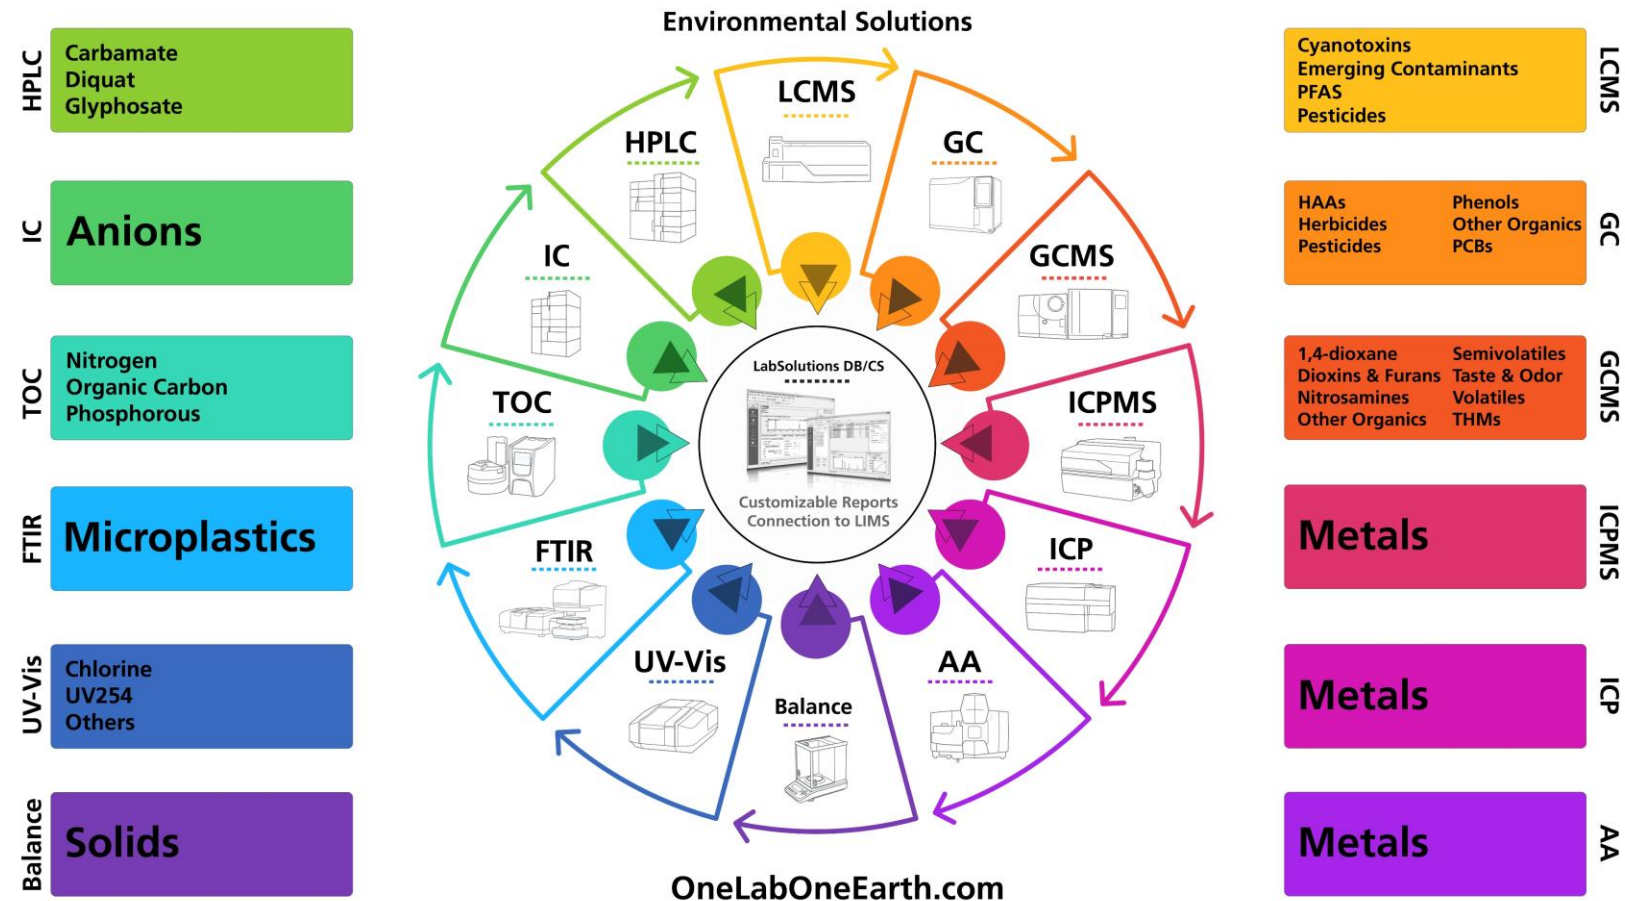 Environmental Solutions
HPLC
Carbamate
Diquat
Glyphosate
IC
Anions
TOC
Nitrogen
Organic Carbon
Phosphorous
FTIR
Microplastics
UV-Vis
Chlorine
UV254
Others
Balance
Solids
LCMS
GC
GCMS
ICPMS
ICP
AA
Balance
UV-Vis
FTIR
TOC
IC
HPLC
LabSolutions DB/CS
Customizable Reports
Connection to LIMS
OneLabOneEarth.com
Cyanotoxins
Emerging Contaminants
PFAS
Pesticides
LCMS
HAAs
Herbicides
Pesticides
Phenols
Other Organics
PCBs
GC
1,4-dioxane
Dioxins & Furans
Nitrosamines
Other Organics
Semivolatiles
Taste & Odor
Volatiles
THMs
GCMS
Metals
ICPMS
Metals
ICP
Metals
AA